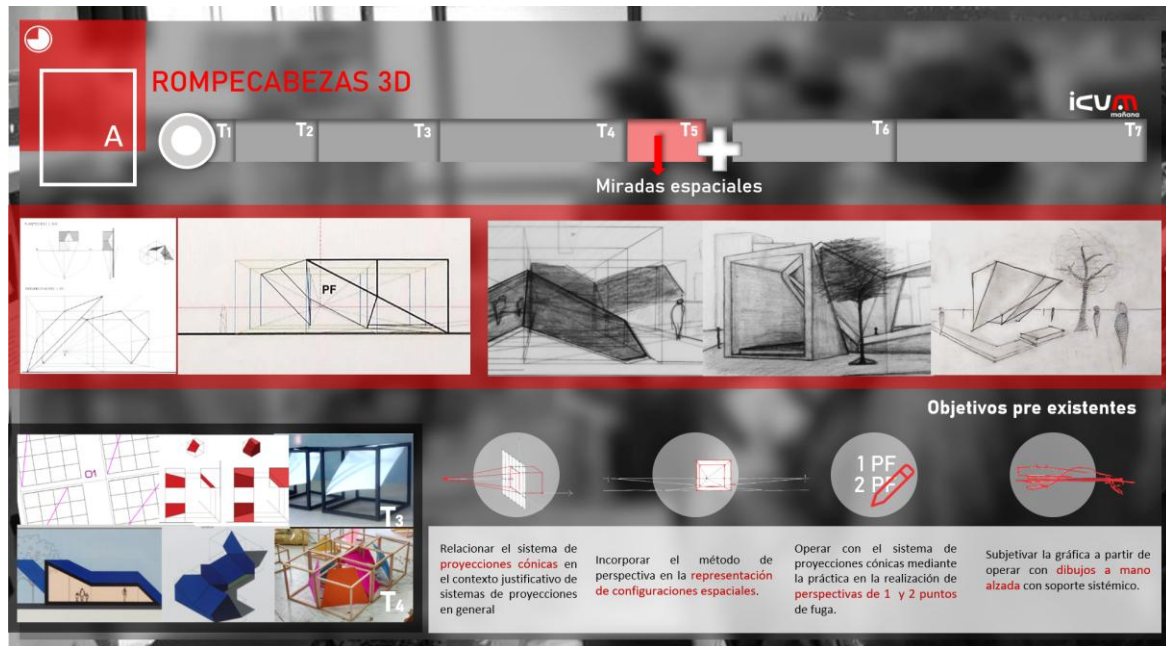 A
ROMPECABEZAS 3D
icum
mañana
T1 T2 T3 T4 T5 T6 T7
Miradas espaciales
PF
Objetivos pre existentes
01
T3
T4
1 PF
2 PF
Relacionar el sistema de
proyecciones cónicas en
el contexto justificativo de
sistemas de proyecciones
en general
Incorporar el método de
perspectiva en la representación
de configuraciones espaciales.
Operar con el sistema de
proyecciones cónicas mediante
la práctica en la realización de
perspectivas de 1 y 2 puntos
de fuga.
Subjetivar la gráfica a partir de
operar con dibujos a mano
alzada con soporte sistémico.